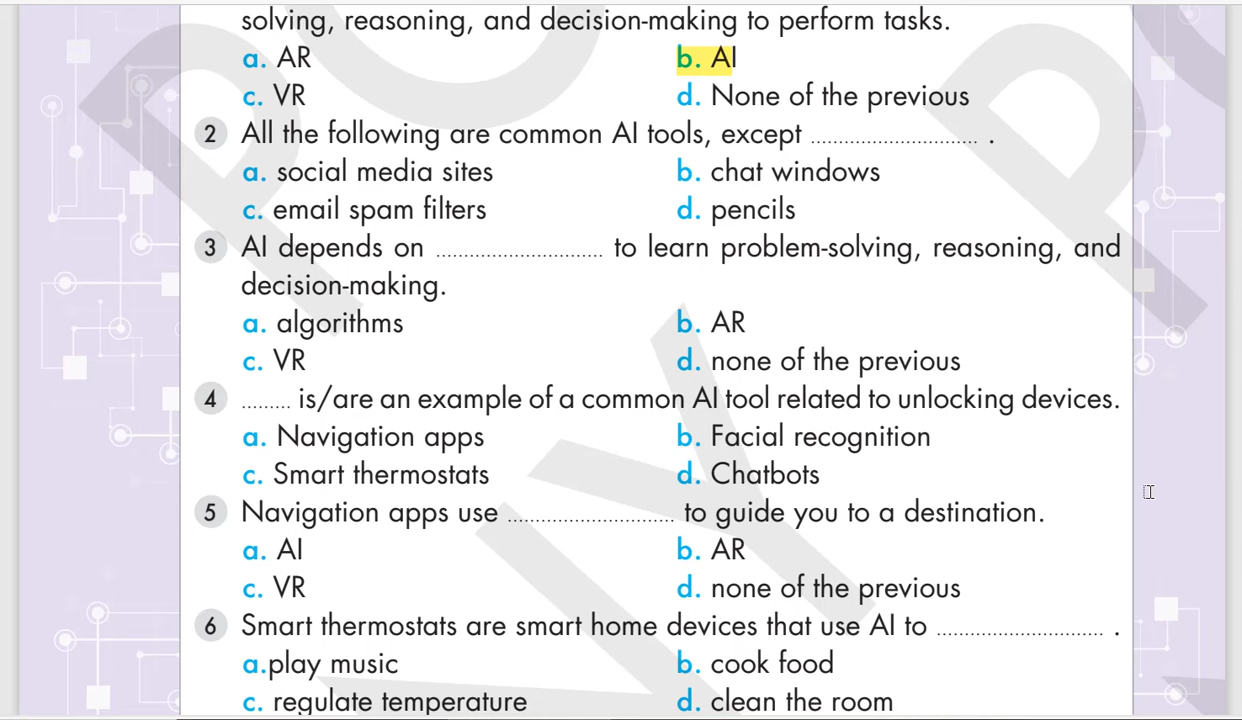 solving, reasoning, and decision-making to perform tasks.
a. AR b. AI
c. VR d. None of the previous
2 All the following are common AI tools, except .............................. .
a. social media sites b. chat windows
c. email spam filters d. pencils
3 AI depends on .............................. to learn problem-solving, reasoning, and
decision-making.
a. algorithms b. AR
c. VR d. none of the previous
4 ......... is/are an example of a common AI tool related to unlocking devices.
a. Navigation apps b. Facial recognition
c. Smart thermostats d. Chatbots
5 Navigation apps use .............................. to guide you to a destination.
a. AI b. AR
c. VR d. none of the previous
6 Smart thermostats are smart home devices that use AI to .............................. .
a.play music b. cook food
c. regulate temperature d. clean the room